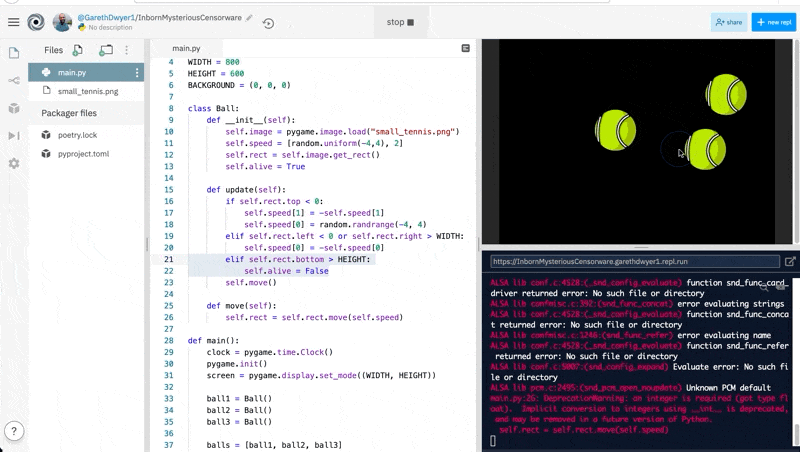 @GarethDwyer1/InbornMysteriousCensorware
No description
stop
share
+ new repl
Files
main.py
small_tennis.png
Packager files
poetry.lock
pyproject.toml
?
main.py
4 WIDTH = 800
5 HEIGHT = 600
6 BACKGROUND = (0, 0, 0)
7
8 class Ball:
9 def __init__(self):
10 self.image = pygame.image.load("small_tennis.png")
11 self.speed = [random.uniform(-4,4), 2]
12 self.rect = self.image.get_rect()
13 self.alive = True
14
15 def update(self):
16 if self.rect.top < 0:
17 self.speed[1] = -self.speed[1]
18 self.speed[0] = random.randrange(-4, 4)
19 elif self.rect.left < 0 or self.rect.right > WIDTH:
20 self.speed[0] = -self.speed[0]
21 elif self.rect.bottom > HEIGHT:
22 self.alive = False
23 self.move()
24
25 def move(self):
26 self.rect = self.rect.move(self.speed)
27
28 def main():
29 clock = pygame.time.Clock()
30 pygame.init()
31 screen = pygame.display.set_mode((WIDTH, HEIGHT))
32
33 ball1 = Ball()
34 ball2 = Ball()
35 ball3 = Ball()
36
37 balls = [ball1, ball2, ball3]
https://InbornMysteriousCensorware.garethdwyer1.repl.run
ALSA lib conf.c:4528:(_snd_config_evaluate) function snd_func_card_
driver returned error: No such file or directory
ALSA lib confmisc.c:392:(snd_func_concat) error evaluating strings
ALSA lib conf.c:4528:(_snd_config_evaluate) function snd_func_conca
t returned error: No such file or directory
ALSA lib confmisc.c:1246:(snd_func_refer) error evaluating name
ALSA lib conf.c:4528:(_snd_config_evaluate) function snd_func_refer
returned error: No such file or directory
ALSA lib conf.c:5007:(snd_config_expand) Evaluate error: No such fi
le or directory
ALSA lib pcm.c:2495:(snd_pcm_open_noupdate) Unknown PCM default
main.py:26: DeprecationWarning: an integer is required (got type fl
oat). Implicit conversion to integers using __int__ is deprecated,
and may be removed in a future version of Python.
self.rect = self.rect.move(self.speed)